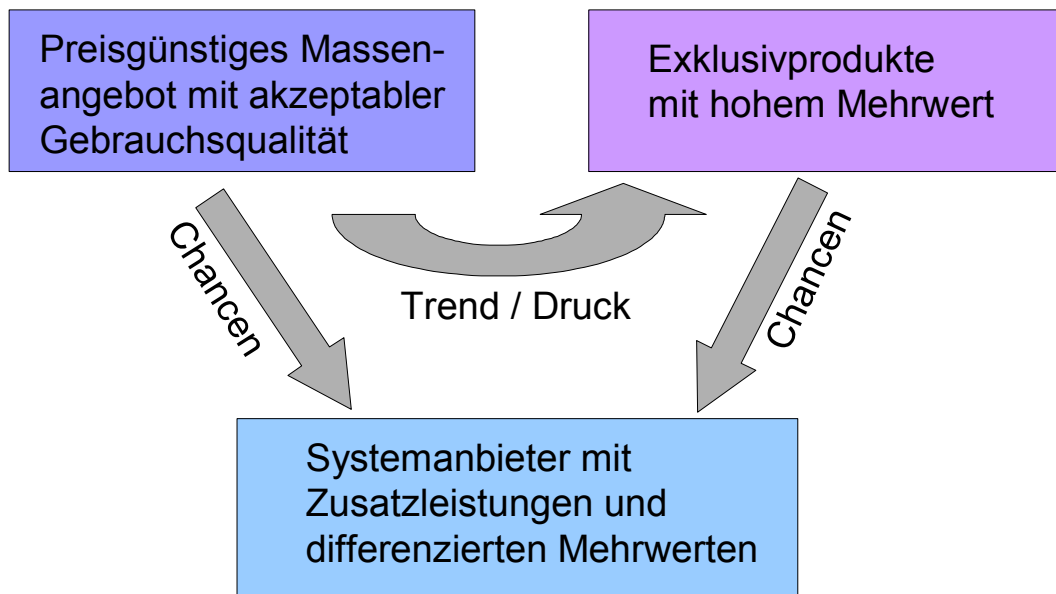 Preisgünstiges Massen-
angebot mit akzeptabler
Gebrauchsqualität
Exklusivprodukte
mit hohem Mehrwert
Chancen
Trend / Druck
Chancen
Systemanbieter mit
Zusatzleistungen und
differenzierten Mehrwerten